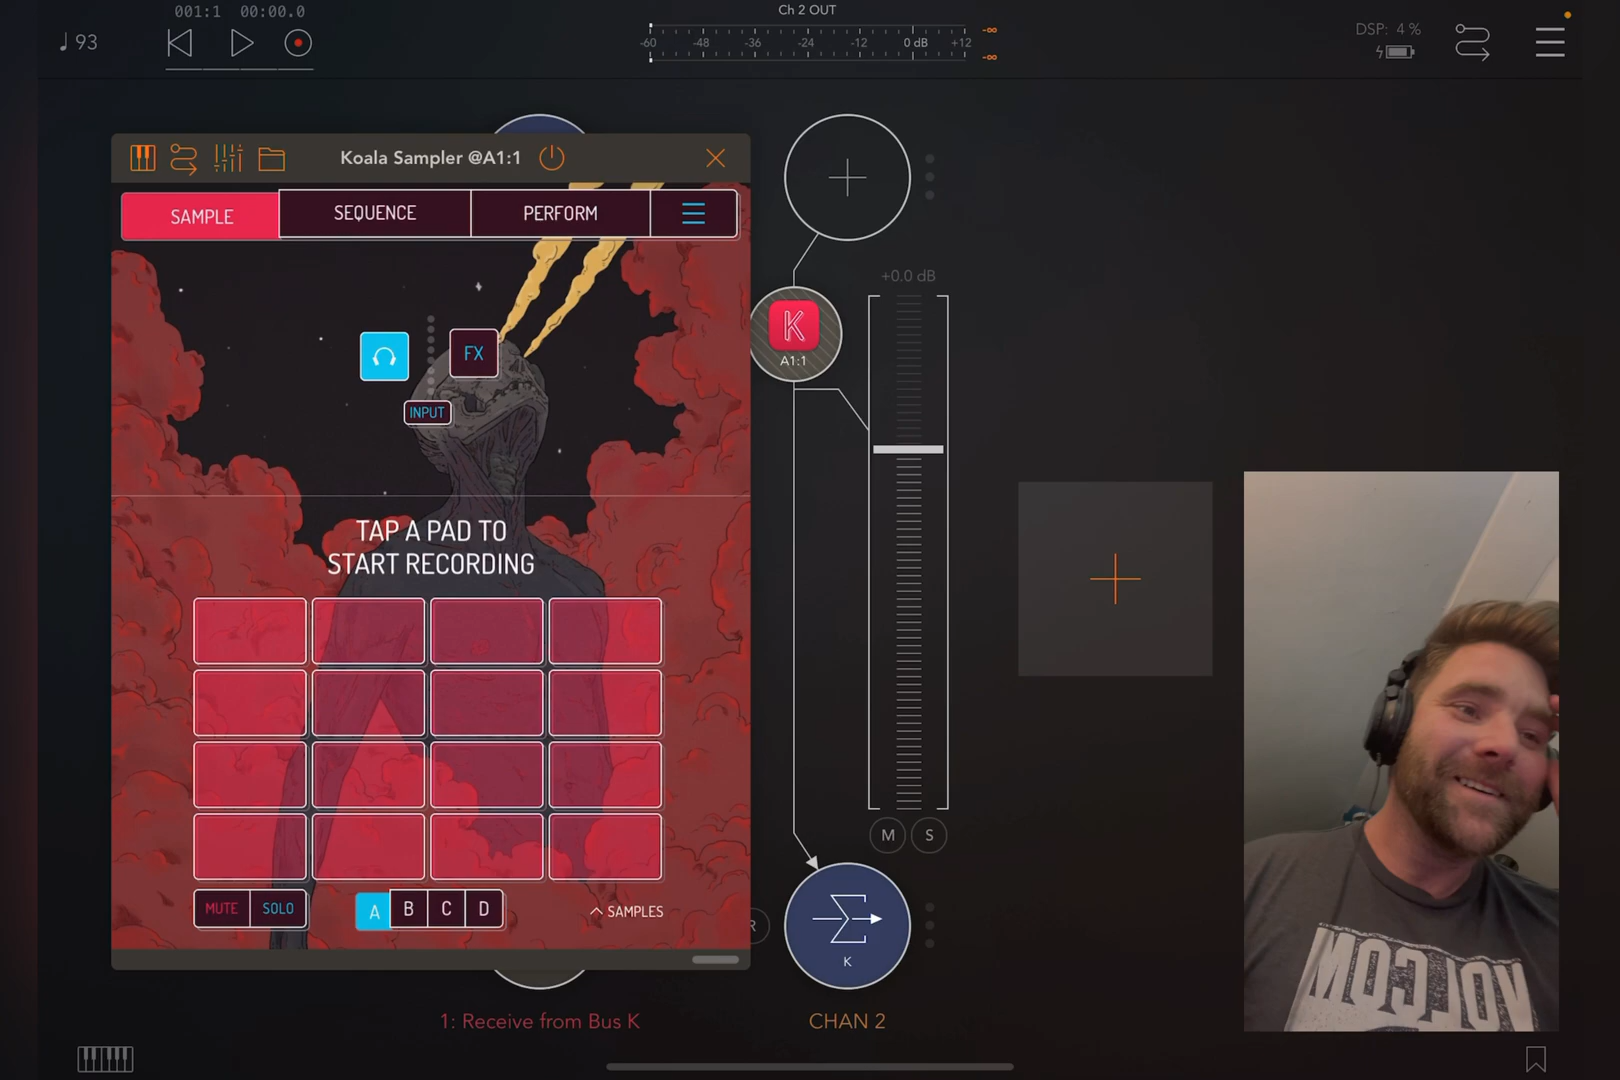 001:1 00:00.0
93
Ch 2 OUT
-60 -48 -36 -24 -12 0 dB +12
-∞
-∞
DSP: 4 %
Koala Sampler @A1:1
SAMPLE SEQUENCE PERFORM
FX
INPUT
TAP A PAD TO
START RECORDING
MUTE SOLO
A B C D
SAMPLES
+0.0 dB
K
A1:1
M S
R
K
1: Receive from Bus K
CHAN 2
VOLCOM